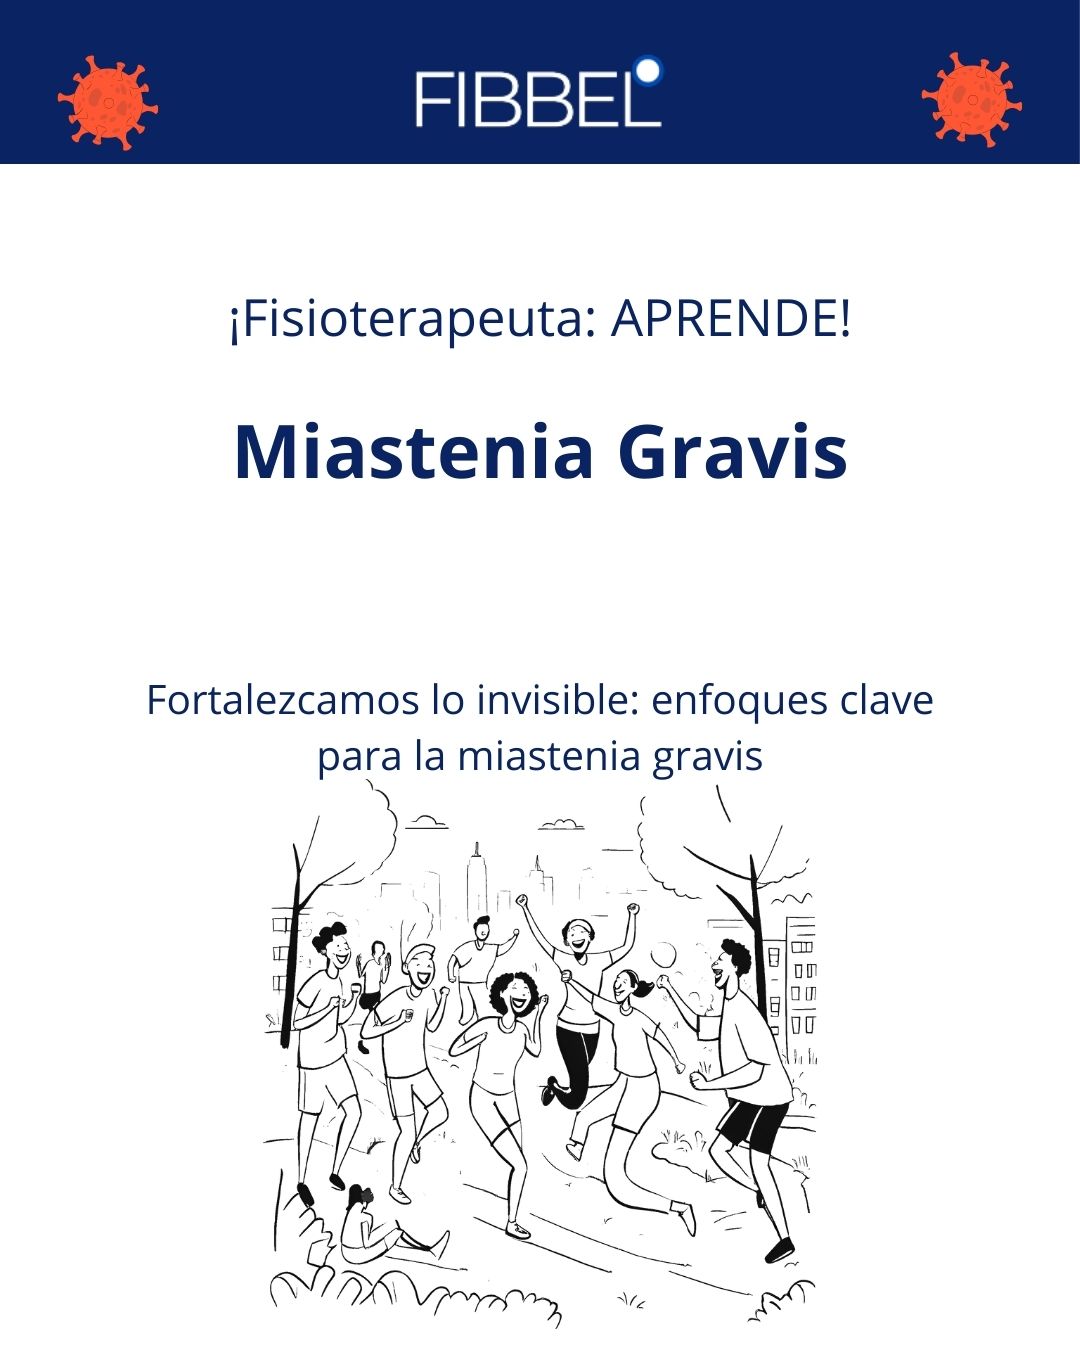 FIBBEL
¡Fisioterapeuta: APRENDE!
Miastenia Gravis
Fortalezcamos lo invisible: enfoques clave
para la miastenia gravis